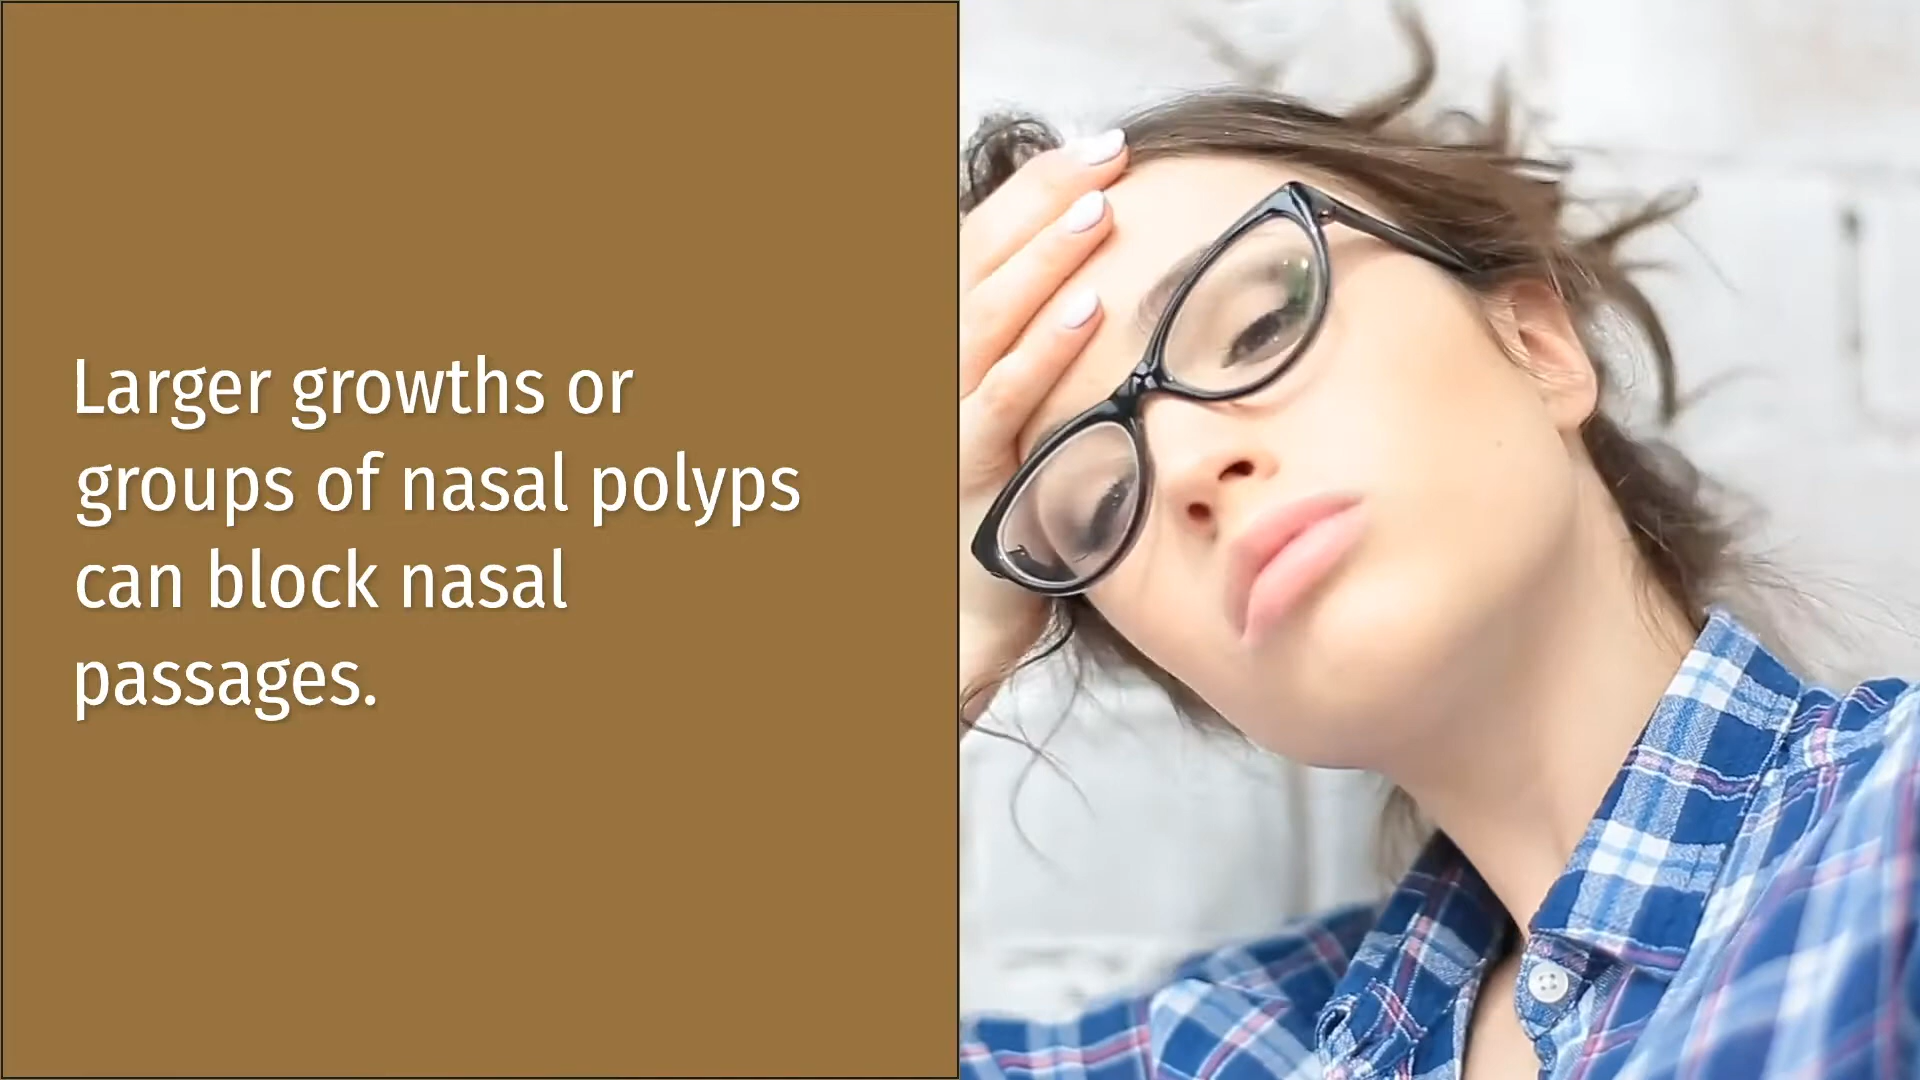 Larger growths or
groups of nasal polyps
can block nasal
passages.